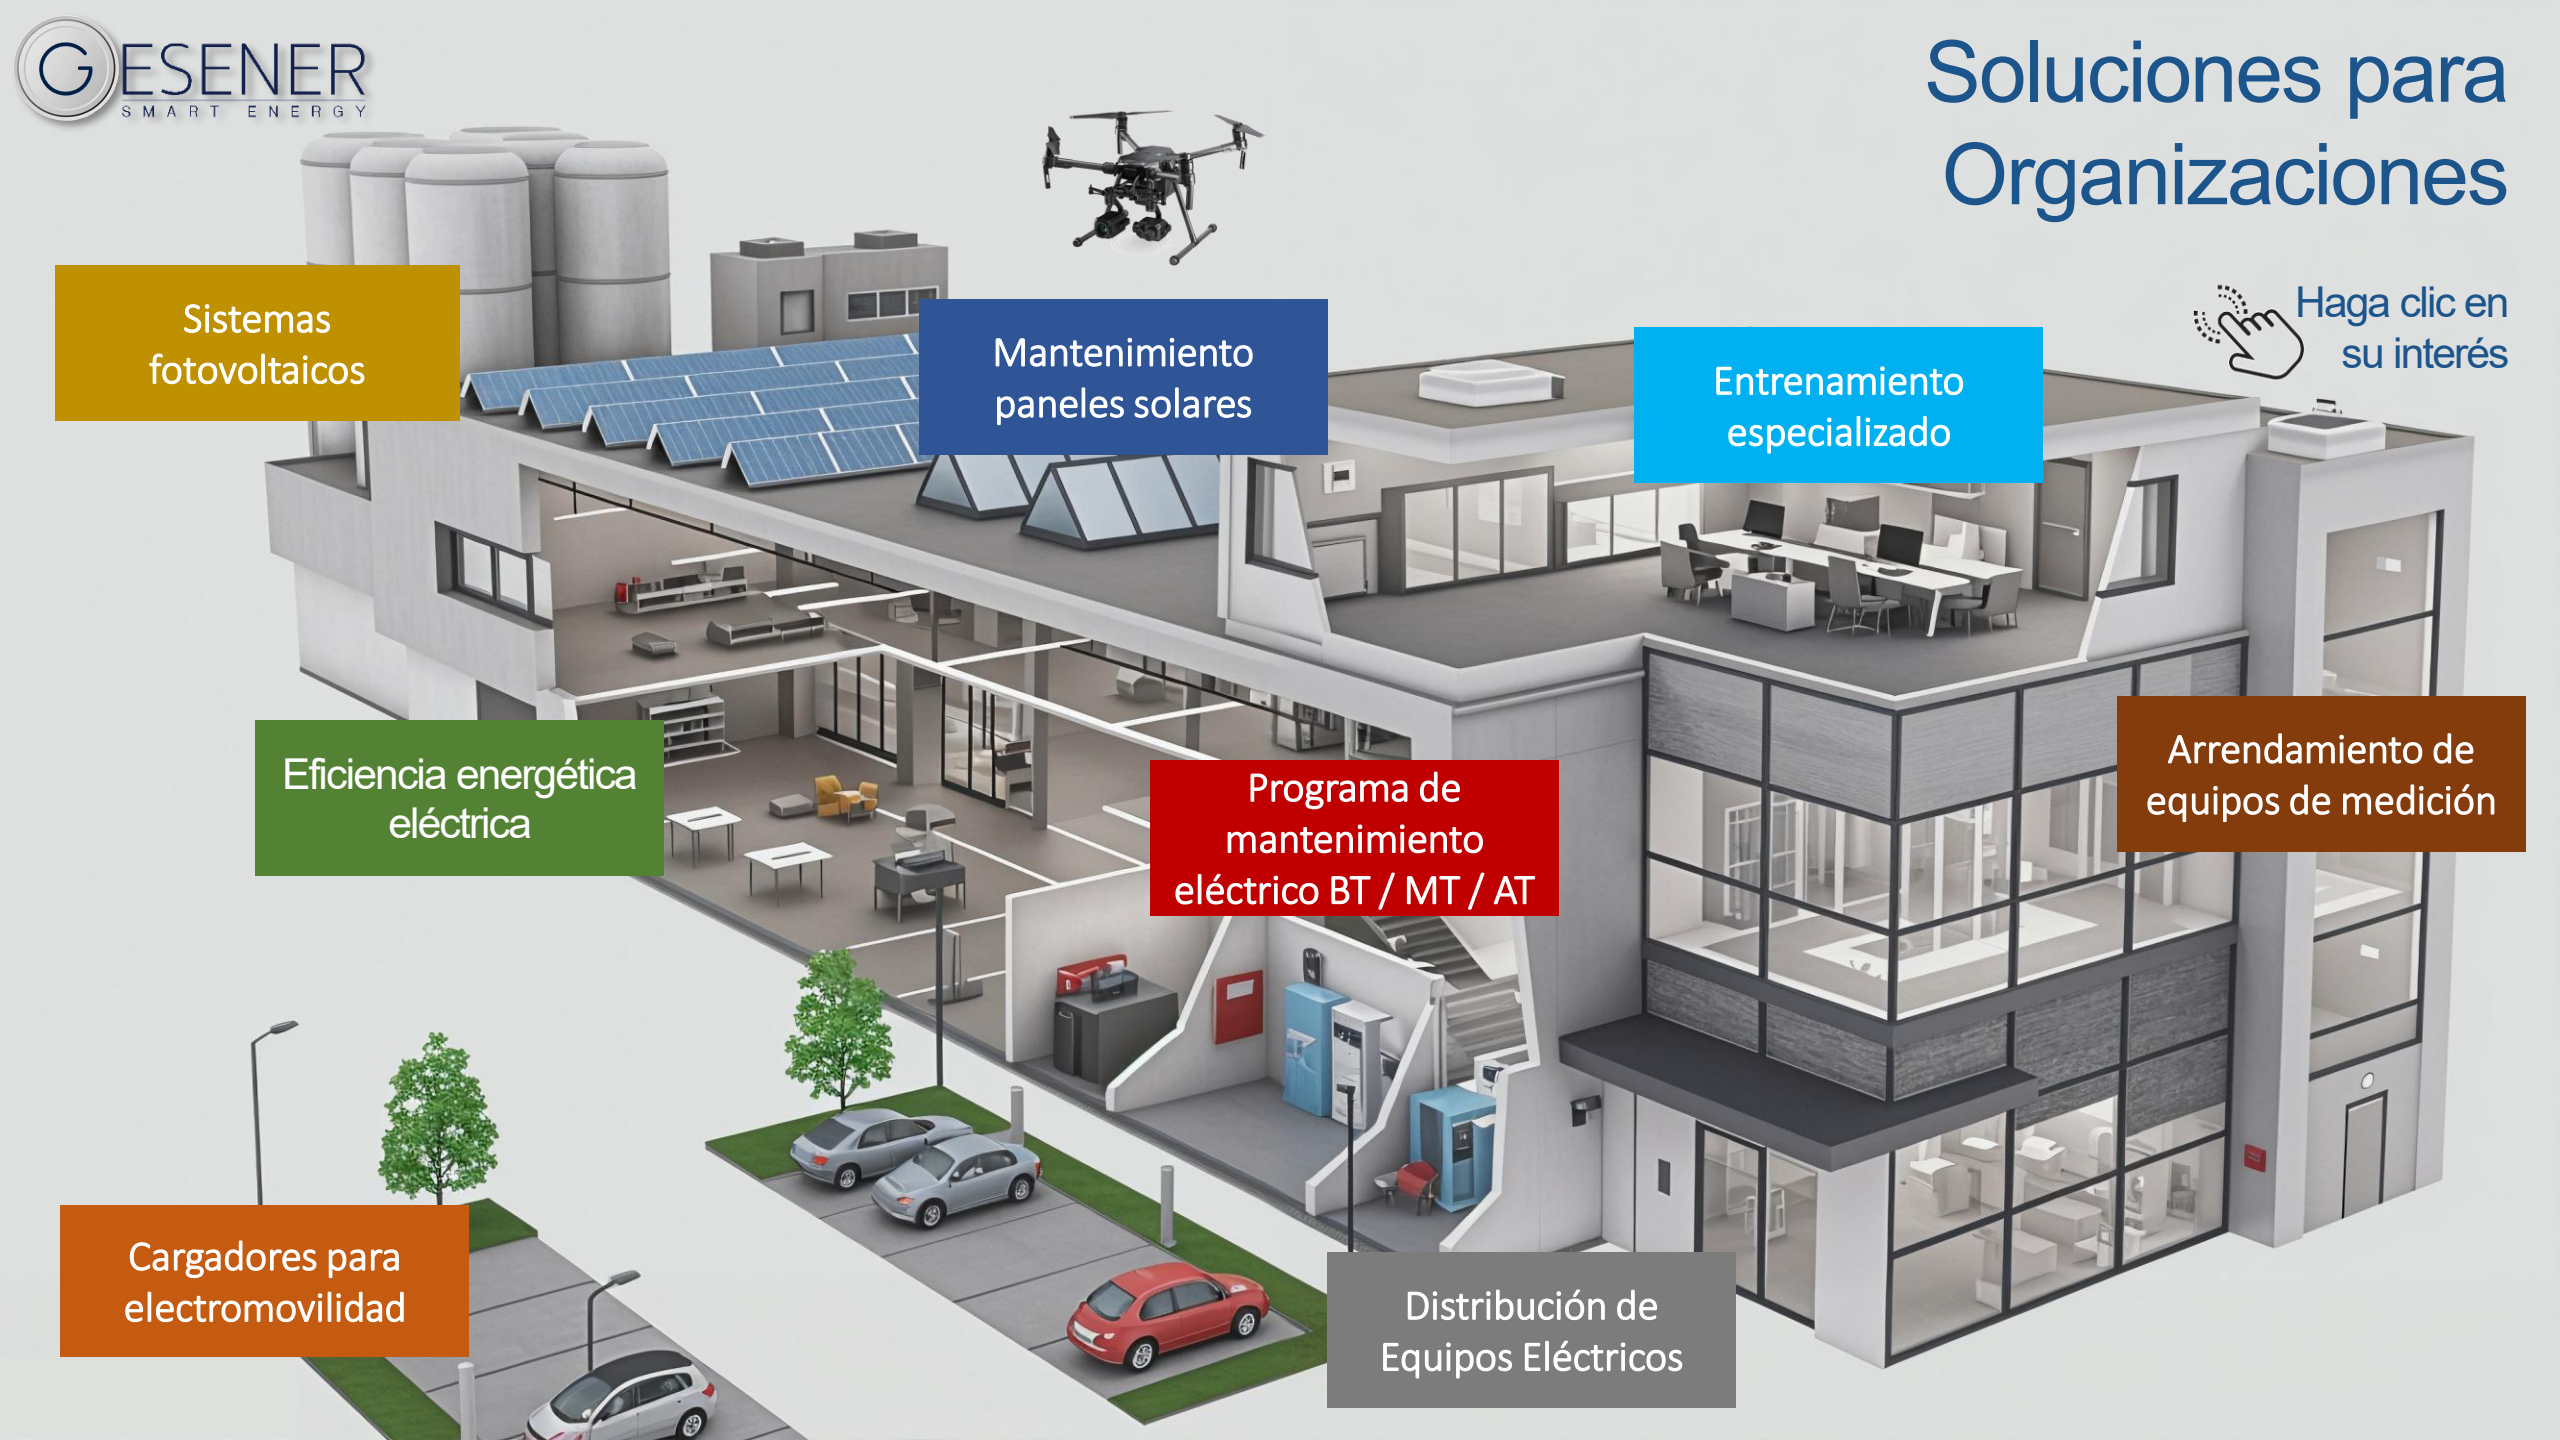 GESENER
SMART ENERGY
Soluciones para
Organizaciones
Haga clic en
su interés
Sistemas
fotovoltaicos
Mantenimiento
paneles solares
Entrenamiento
especializado
Eficiencia energética
eléctrica
Programa de
mantenimiento
eléctrico BT / MT / AT
Arrendamiento de
equipos de medición
Cargadores para
electromovilidad
Distribución de
Equipos Eléctricos